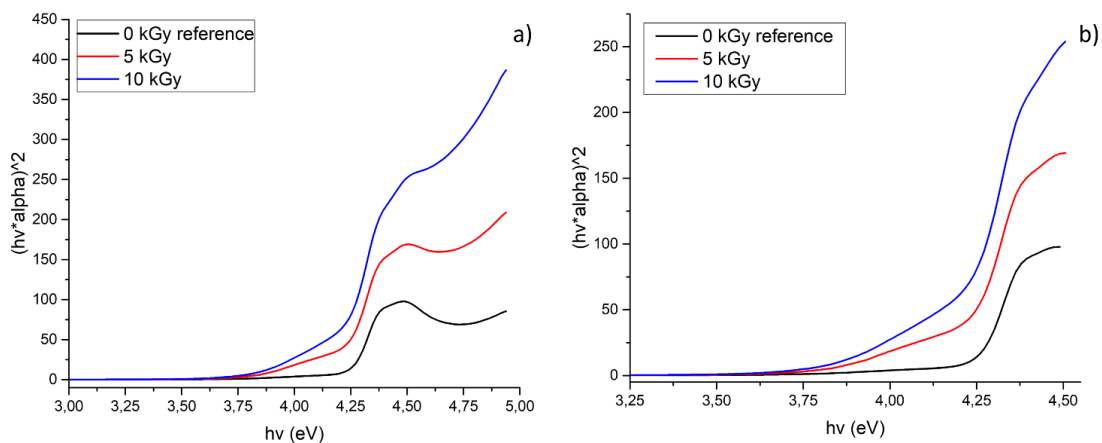 a)
0 kGy reference
5 kGy
10 kGy
(hv*alpha)^2
450
400
350
300
250
200
150
100
50
0
3,00 3,25 3,50 3,75 4,00 4,25 4,50 4,75 5,00
hv (eV)
b)
0 kGy reference
5 kGy
10 kGy
(hv*alpha)^2
250
200
150
100
50
0
3,25 3,50 3,75 4,00 4,25 4,50
hv (eV)